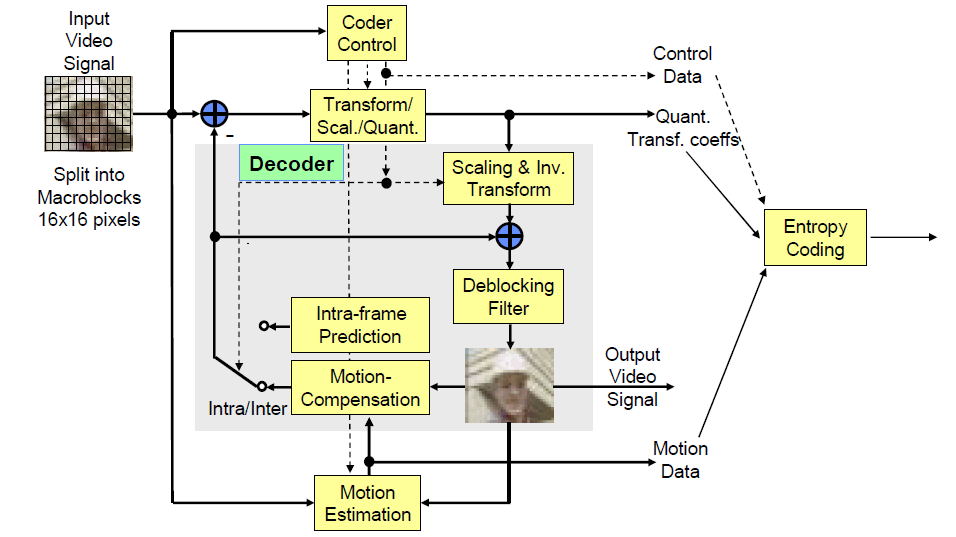 Input
Video
Signal
Coder
Control
Control
Data
Transform/
Scal./Quant.
Quant.
Transf. coeffs
-
Decoder
Scaling & Inv.
Transform
Split into
Macroblocks
16x16 pixels
Entropy
Coding
Deblocking
Filter
Intra-frame
Prediction
Output
Video
Signal
Motion-
Compensation
Intra/Inter
Motion
Data
Motion
Estimation